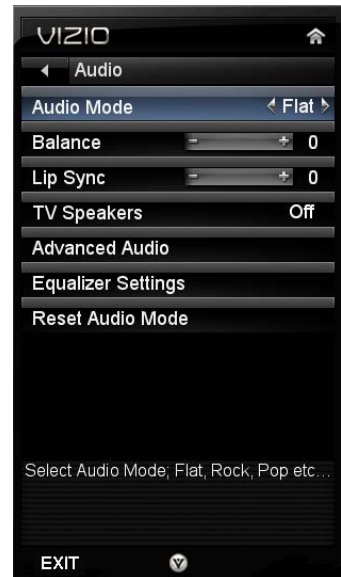 VIZIO
Audio
Audio Mode Flat
Balance - + 0
Lip Sync - + 0
TV Speakers Off
Advanced Audio
Equalizer Settings
Reset Audio Mode
Select Audio Mode; Flat, Rock, Pop etc...
EXIT V